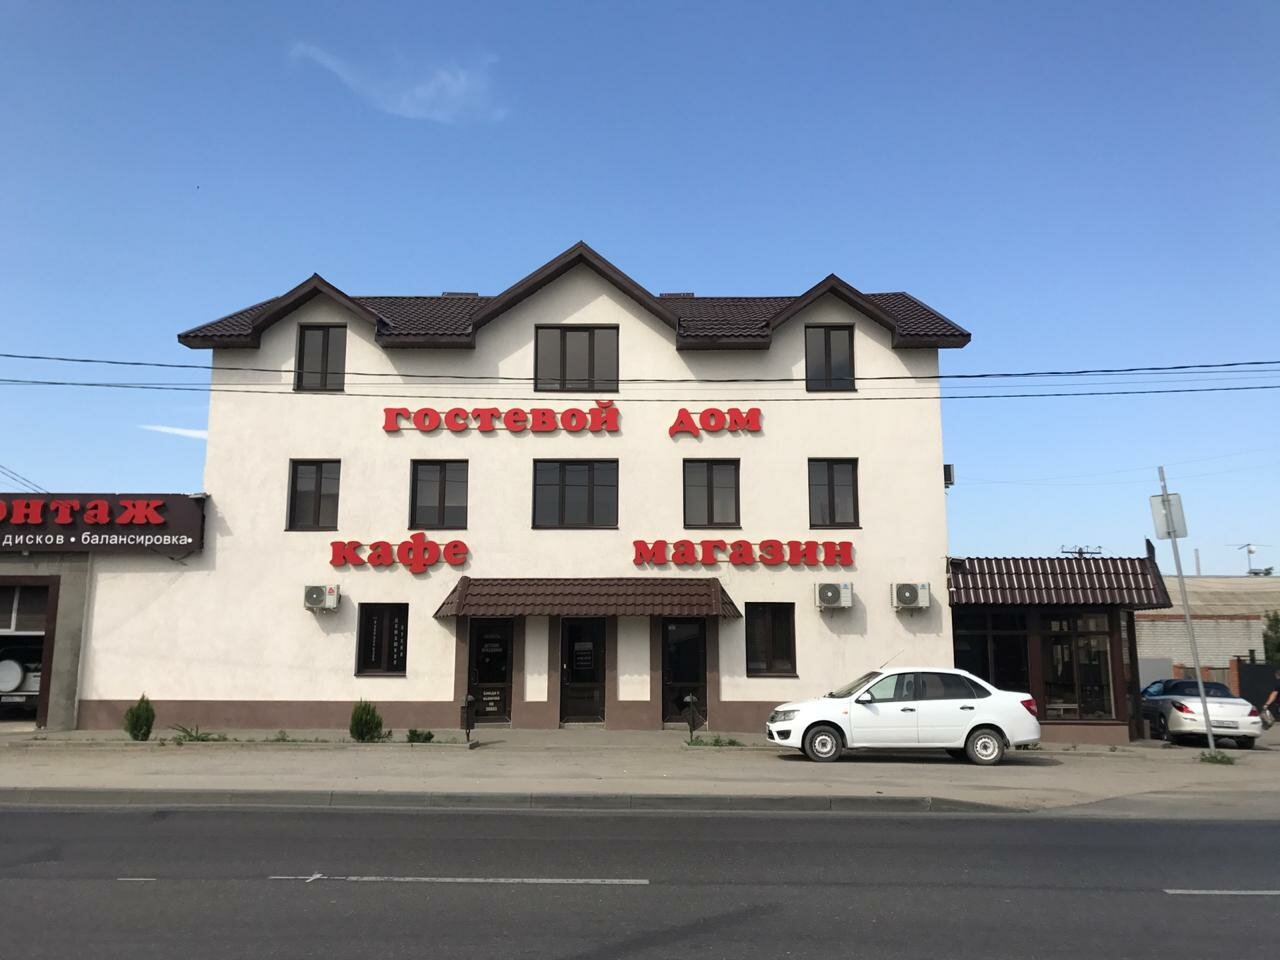 гостевой дом
кафе магазин
онтаж
дисков • балансировка•